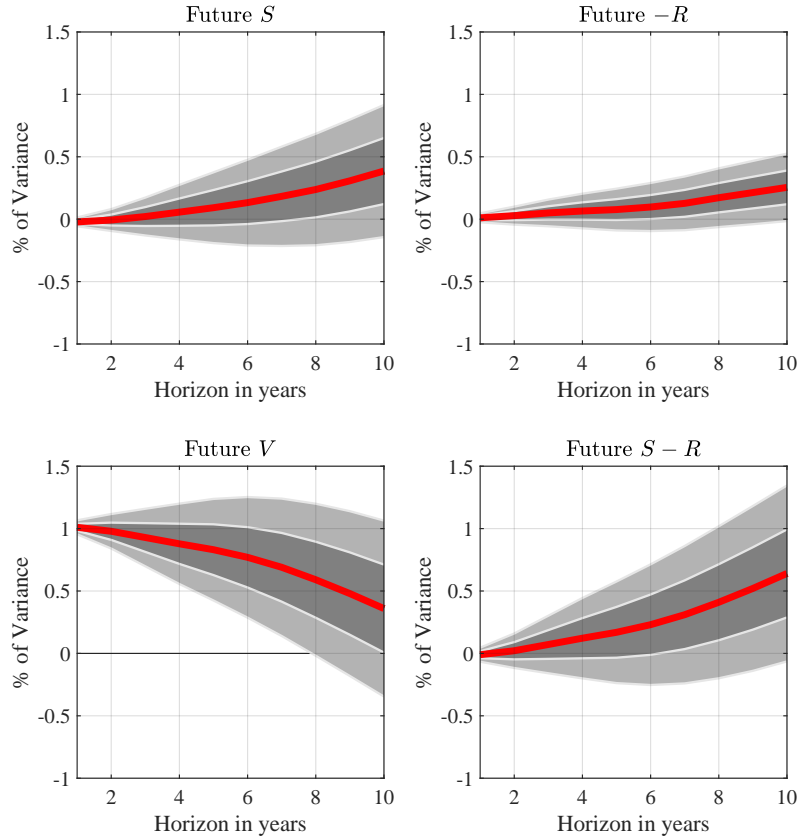 Future S
1.5
1
0.5
0
-0.5
-1
% of Variance
2 4 6 8 10
Horizon in years
Future −R
1.5
1
0.5
0
-0.5
-1
% of Variance
2 4 6 8 10
Horizon in years
Future V
1.5
1
0.5
0
-0.5
-1
% of Variance
2 4 6 8 10
Horizon in years
Future S − R
1.5
1
0.5
0
-0.5
-1
% of Variance
2 4 6 8 10
Horizon in years